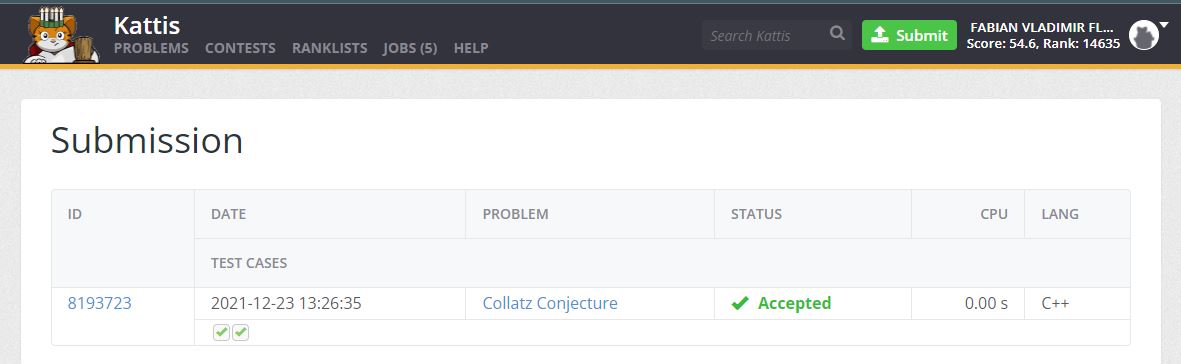 Kattis
PROBLEMS CONTESTS RANKLISTS JOBS (5) HELP
Search Kattis
Submit
FABIAN VLADIMIR FL...
Score: 54.6, Rank: 14635
Submission
ID DATE PROBLEM STATUS CPU LANG
TEST CASES
8193723 2021-12-23 13:26:35 Collatz Conjecture Accepted 0.00 s C++